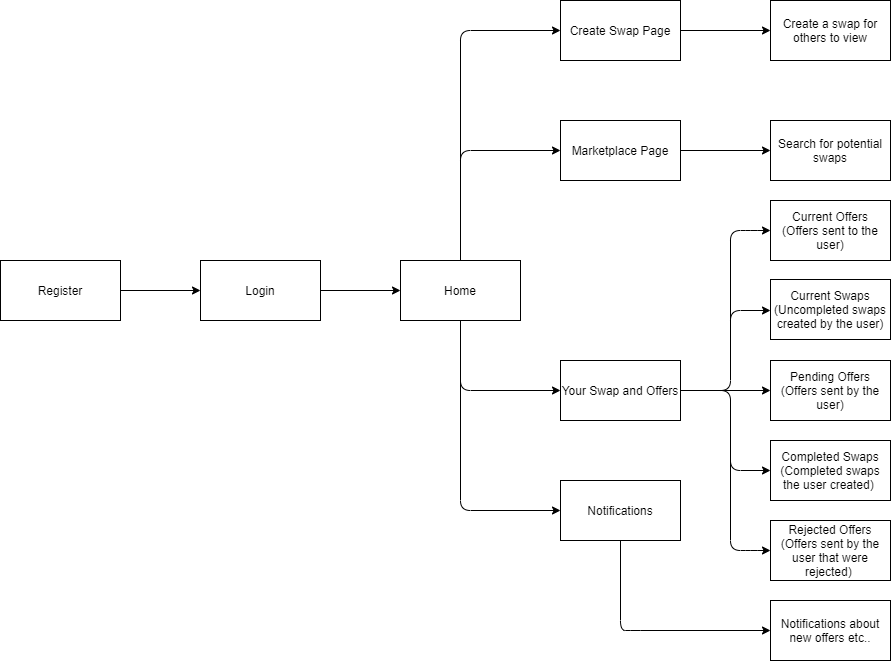 Create Swap Page
Create a swap for
others to view
Marketplace Page
Search for potential
swaps
Current Offers
(Offers sent to the
user)
Register
Login
Home
Current Swaps
(Uncompleted swaps
created by the user)
Your Swap and Offers
Pending Offers
(Offers sent by the
user)
Completed Swaps
(Completed swaps
the user created)
Notifications
Rejected Offers
(Offers sent by the
user that were
rejected)
Notifications about
new offers etc..